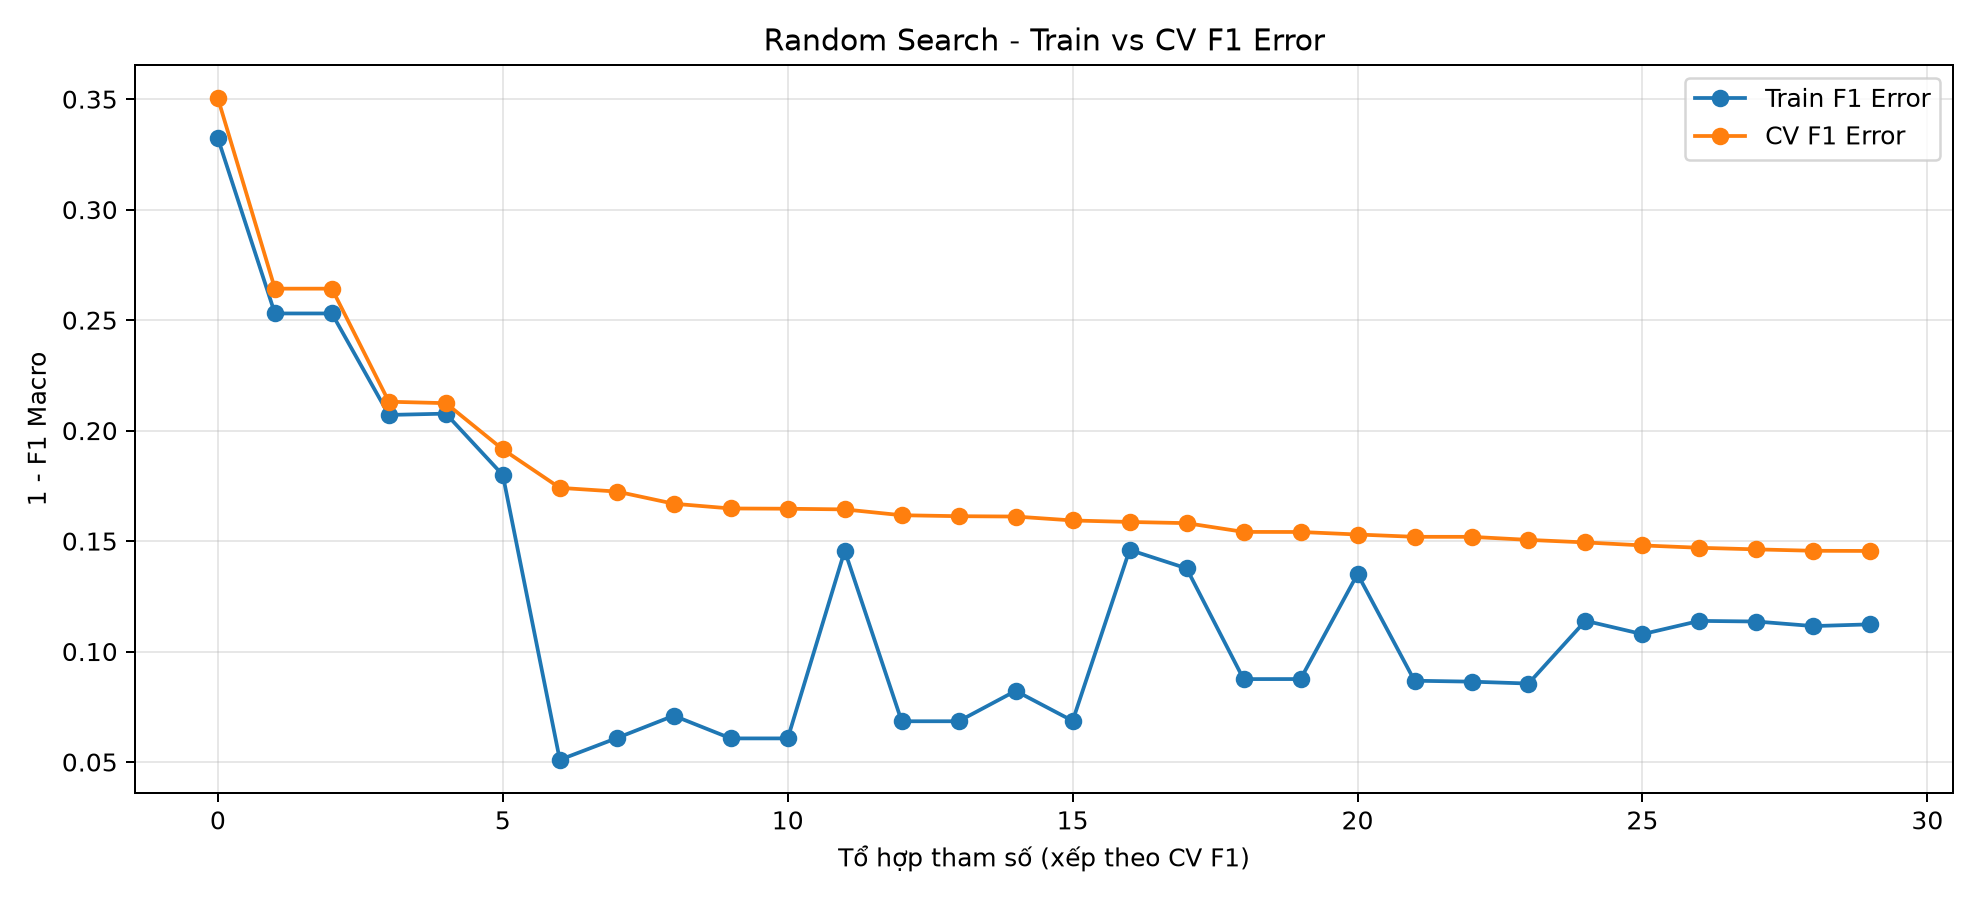 Random Search - Train vs CV F1 Error
Train F1 Error
CV F1 Error
1 - F1 Macro
0.35
0.30
0.25
0.20
0.15
0.10
0.05
0 5 10 15 20 25 30
Tổ hợp tham số (xếp theo CV F1)